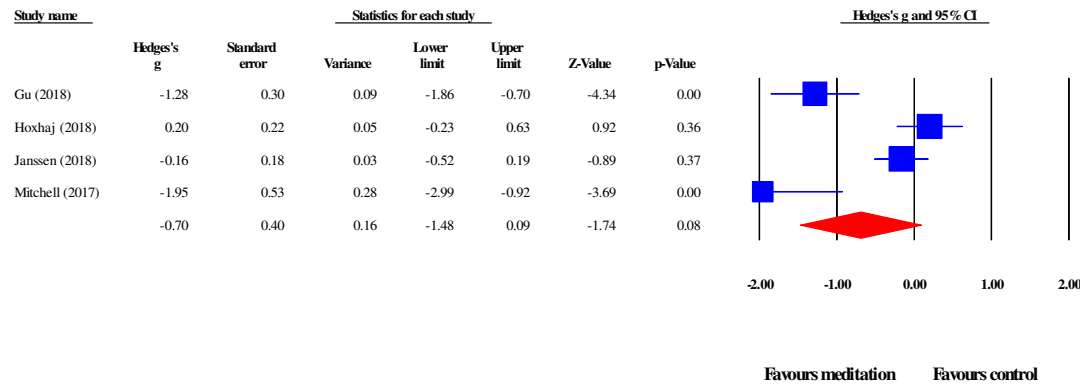 Study name Statistics for each study Hedges's g and 95% CI
Hedges's Standard Lower Upper
g error Variance limit limit Z-Value p-Value
Gu (2018) -1.28 0.30 0.09 -1.86 -0.70 -4.34 0.00
Hoxhaj (2018) 0.20 0.22 0.05 -0.23 0.63 0.92 0.36
Janssen (2018) -0.16 0.18 0.03 -0.52 0.19 -0.89 0.37
Mitchell (2017) -1.95 0.53 0.28 -2.99 -0.92 -3.69 0.00
-0.70 0.40 0.16 -1.48 0.09 -1.74 0.08
-2.00 -1.00 0.00 1.00 2.00
Favours meditation Favours control